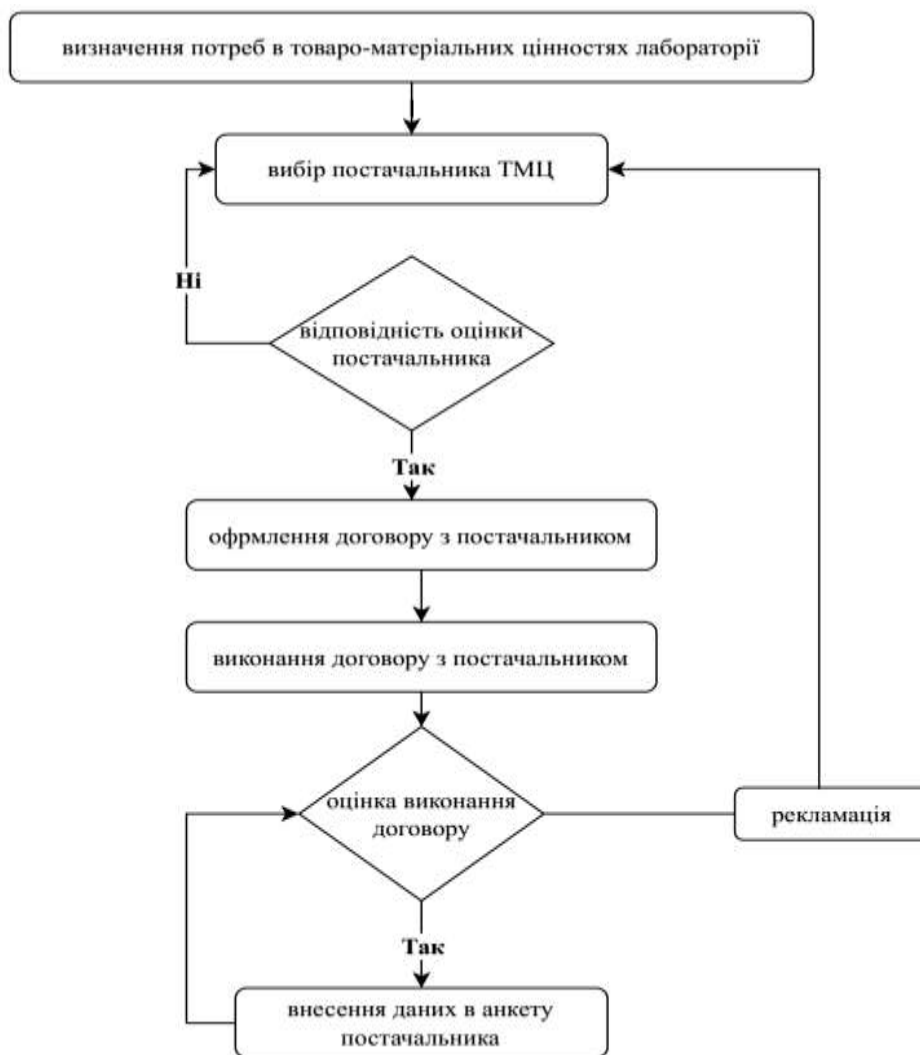 визначення потреб в товаро-матеріальних цінностях лабораторії
вибір постачальника ТМЦ
Ні
відповідність оцінки
постачальника
Так
офрмлення договору з постачальником
виконання договору з постачальником
оцінка виконання
договору
рекламація
Так
внесення даних в анкету
постачальника